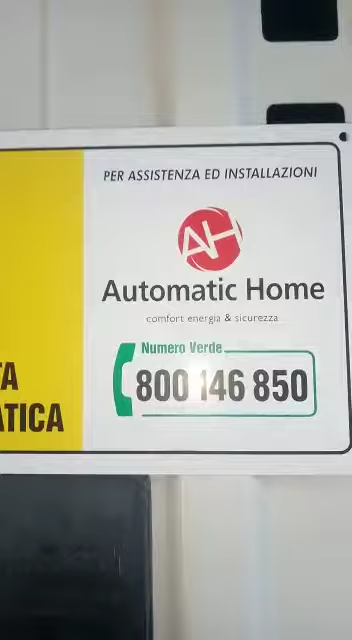 PER ASSISTENZA ED INSTALLAZIONI
AH
Automatic Home
comfort energia & sicurezza
Numero Verde
800 146 850
TA
ATICA